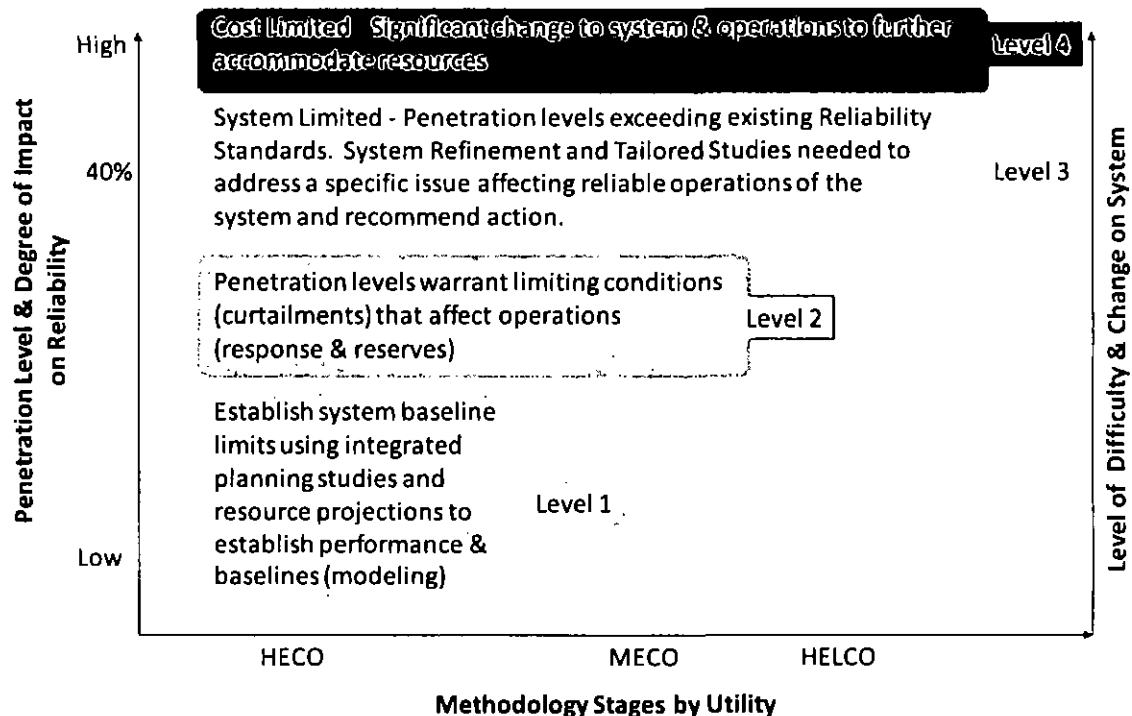 High
Cost Limited Significant change to system & operations to further
accommodate resources
Level 4
System Limited - Penetration levels exceeding existing Reliability
Standards. System Refinement and Tailored Studies needed to
address a specific issue affecting reliable operations of the
system and recommend action.
40%
Level 3
Penetration levels warrant limiting conditions
(curtailments) that affect operations
(response & reserves)
Level 2
Establish system baseline
limits using integrated
planning studies and
resource projections to
establish performance &
baselines (modeling)
Level 1
Low
Penetration Level & Degree of Impact
on Reliability
Level of Difficulty & Change on System
HECO
MECO
HELCO
Methodology Stages by Utility